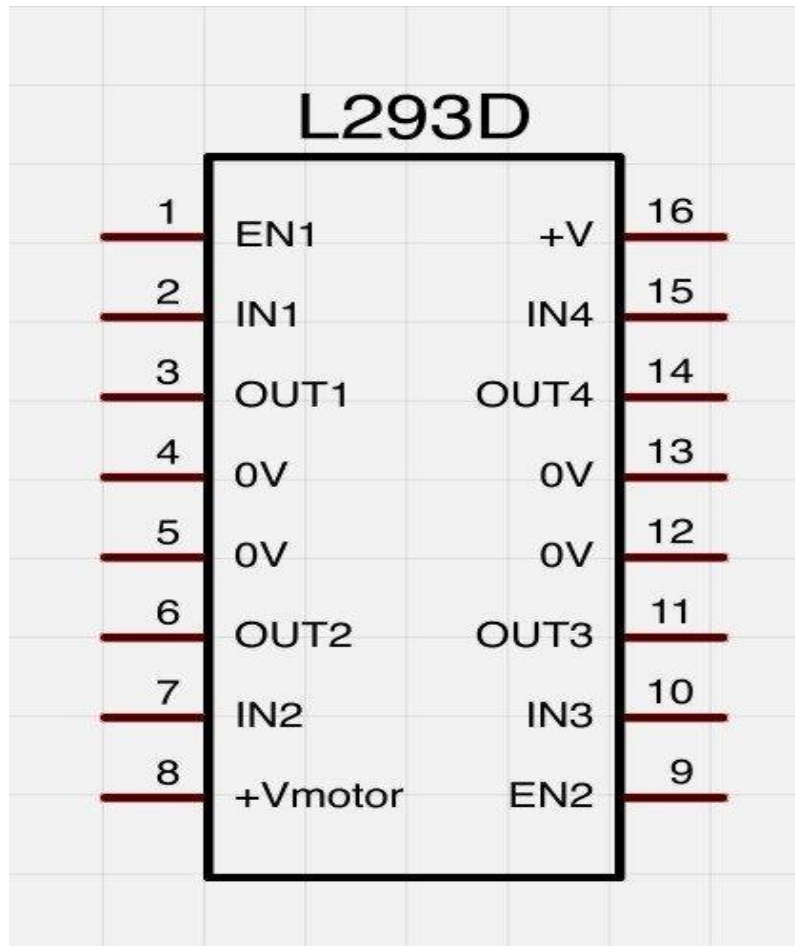 L293D
1 EN1 +V 16
2 IN1 IN4 15
3 OUT1 OUT4 14
4 0V 0V 13
5 0V 0V 12
6 OUT2 OUT3 11
7 IN2 IN3 10
8 +Vmotor EN2 9